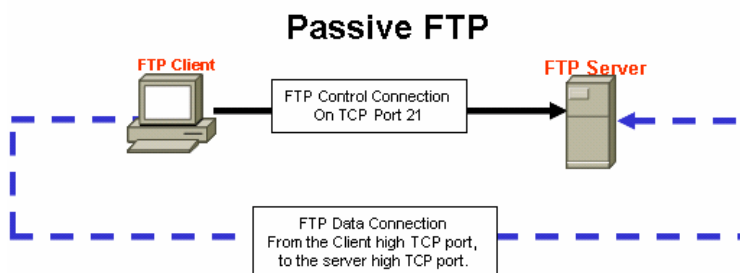 Passive FTP
FTP Client
FTP Server
FTP Control Connection
On TCP Port 21
FTP Data Connection
From the Client high TCP port,
to the server high TCP port.